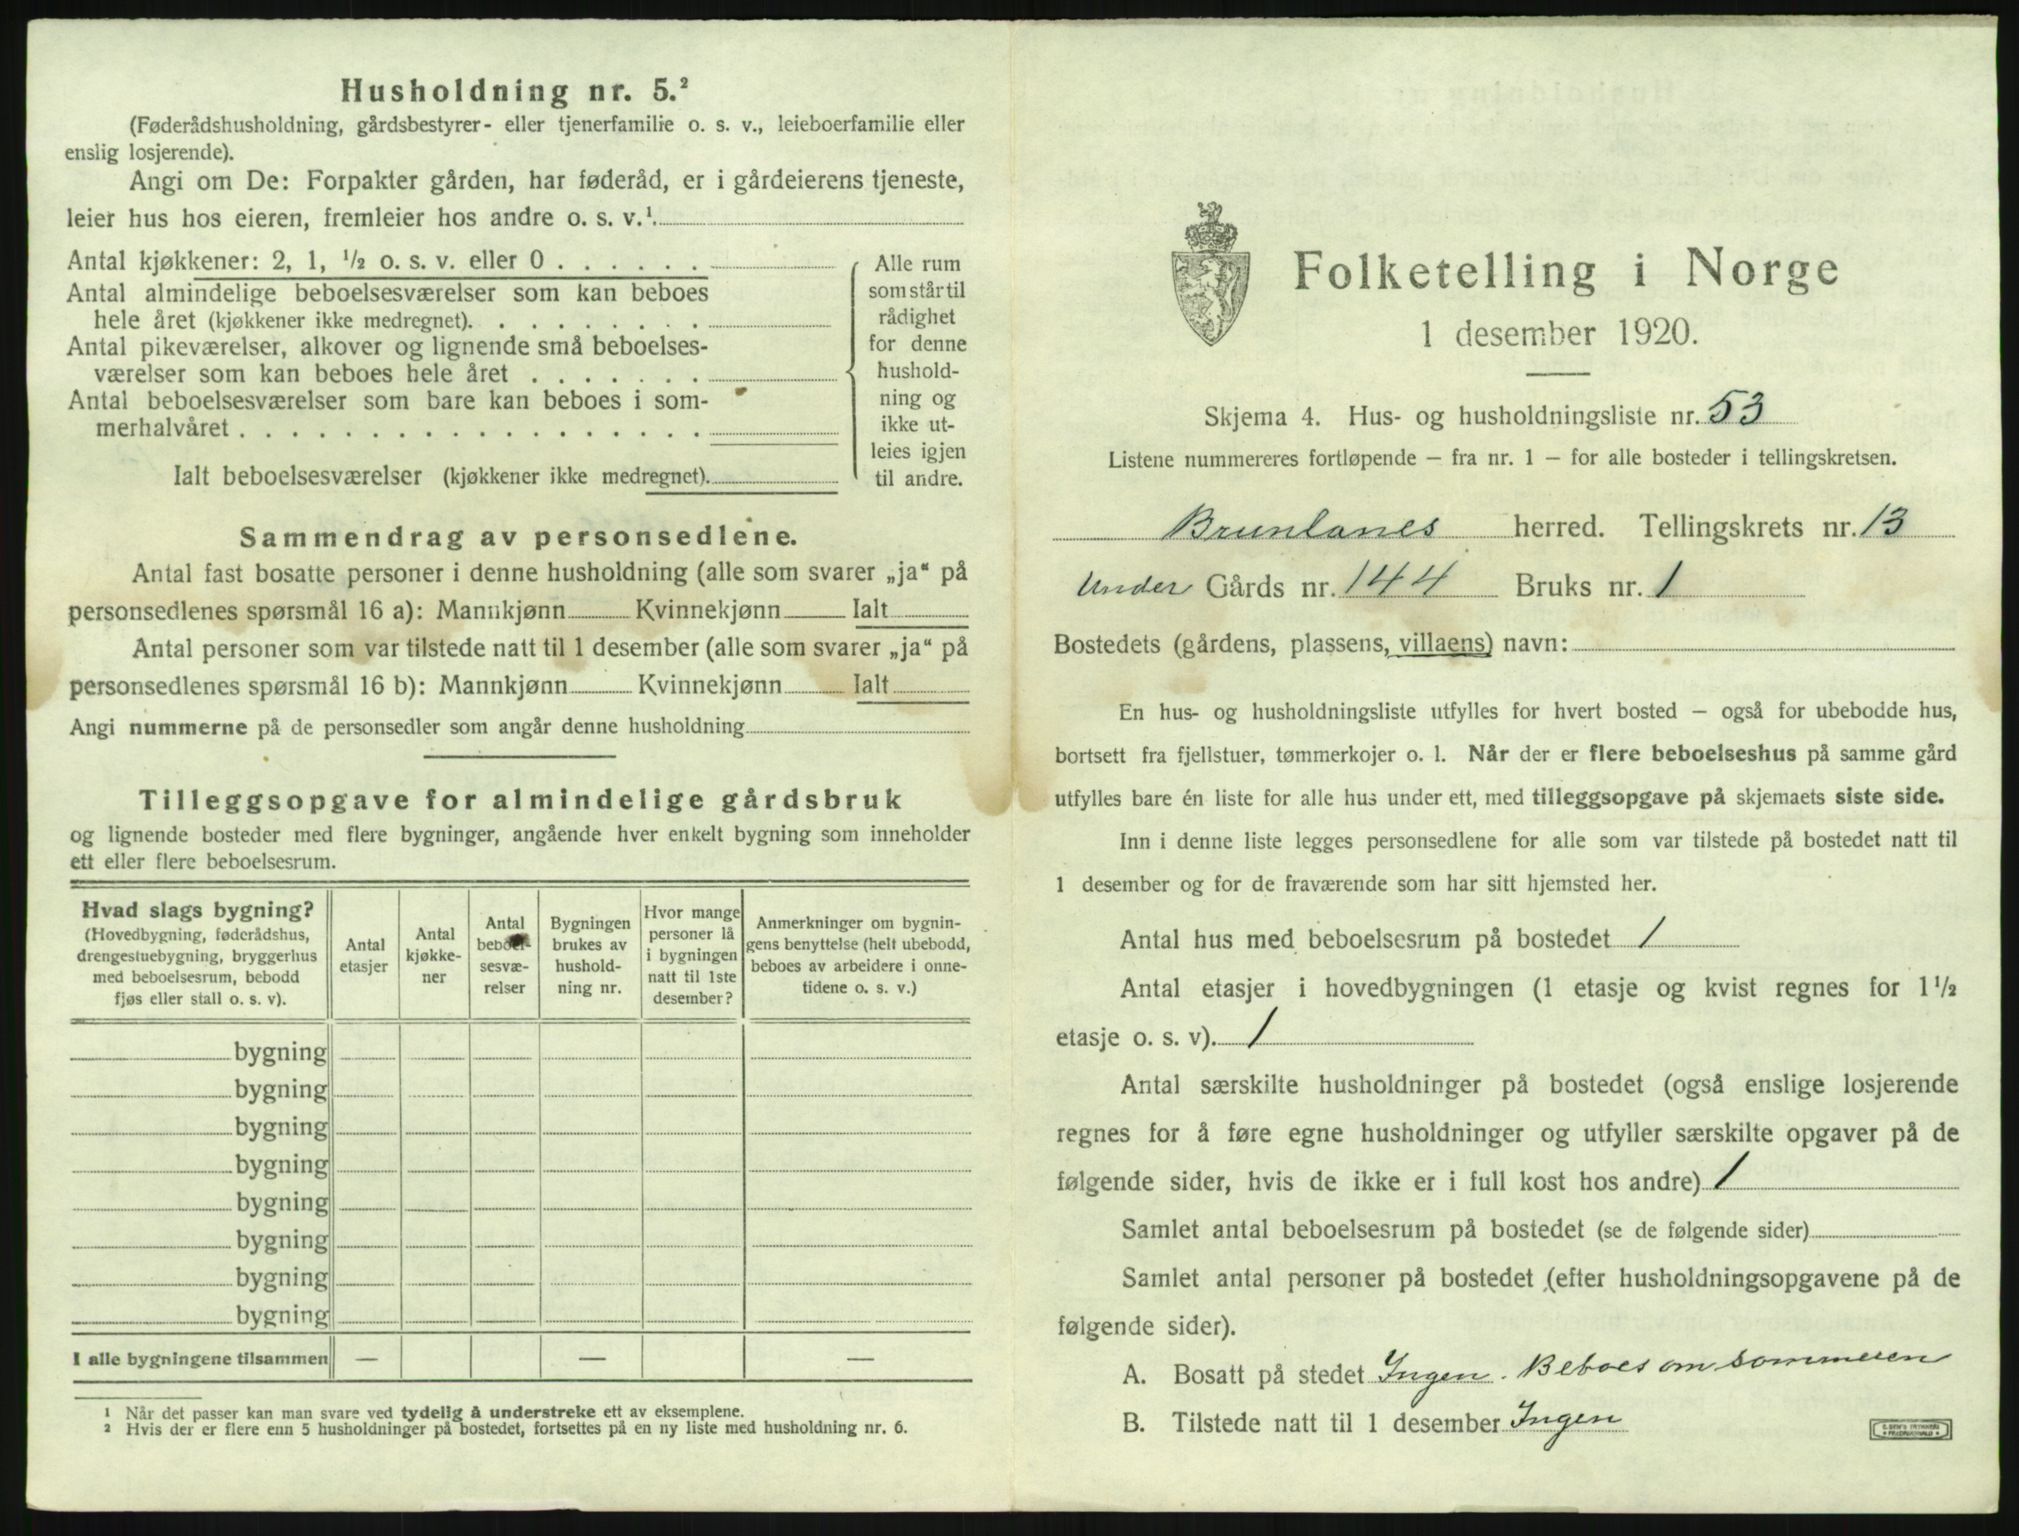 Husholdning nr. 5.²
(Føderådshusholdning, gårdsbestyrer- eller tjenerfamilie o. s. v., leieboerfamilie eller
enslig losjerende).
Angi om De: Forpakter gården, har føderåd, er i gårdeierens tjeneste,
leier hus hos eieren, fremleier hos andre o. s. v.¹
Antal kjøkkener: 2, 1, ½ o. s. v. eller 0 . . . . . .
Antal almindelige beboelsesværelser som kan beboes
hele året (kjøkkener ikke medregnet). . . . . . . . .
Antal pikeværelser, alkover og lignende små beboelses-
værelser som kan beboes hele året . . . . . . .
Antal beboelsesværelser som bare kan beboes i som-
merhalvåret . . . . . . . . . . . . . . . . . .
Ialt beboelsesværelser (kjøkkener ikke medregnet).
Alle rum
som står til
rådighet
for denne
hushold-
ning og
ikke ut-
leies igjen
til andre.
Sammendrag av personsedlene.
Antal fast bosatte personer i denne husholdning (alle som svarer „ja“ på
personsedlenes spørsmål 16 a): Mannkjønn Kvinnekjønn Ialt
Antal personer som var tilstede natt til 1 desember (alle som svarer „ja“ på
personsedlenes spørsmål 16 b): Mannkjønn Kvinnekjønn Ialt
Angi nummerne på de personsedler som angår denne husholdning
Tilleggsopgave for almindelige gårdsbruk
og lignende bosteder med flere bygninger, angående hver enkelt bygning som inneholder
ett eller flere beboelsesrum.
Hvad slags bygning?
(Hovedbygning, føderådshus,
drengestuebygning, bryggerhus
med beboelsesrum, bebodd
fjøs eller stall o. s. v).
Antal
etasjer
Antal
kjøkke-
ner
Antal
beboel-
sesvæ-
relser
Bygningen
brukes av
hushold-
ning nr.
Hvor mange
personer lå
i bygningen
natt til 1ste
desember?
Anmerkninger om bygnin-
gens benyttelse (helt ubebodd,
beboes av arbeidere i onne-
tidene o. s. v.)
bygning
bygning
bygning
bygning
bygning
bygning
bygning
bygning
I alle bygningene tilsammen — — —
¹ Når det passer kan man svare ved tydelig å understreke ett av eksemplene.
² Hvis der er flere enn 5 husholdninger på bostedet, fortsettes på en ny liste med husholdning nr. 6.
Folketelling i Norge
1 desember 1920.
Skjema 4. Hus- og husholdningsliste nr. 53
Listene nummereres fortløpende — fra nr. 1 — for alle bosteder i tellingskretsen.
Brunlanes herred. Tellingskrets nr. 13
Under Gårds nr. 144 Bruks nr. 1
Bostedets (gårdens, plassens, villaens) navn:
En hus- og husholdningsliste utfylles for hvert bosted — også for ubebodde hus,
bortsett fra fjellstuer, tømmerkojer o. l. Når der er flere beboelseshus på samme gård
utfylles bare én liste for alle hus under ett, med tilleggsopgave på skjemaets siste side.
Inn i denne liste legges personsedlene for alle som var tilstede på bostedet natt til
1 desember og for de fraværende som har sitt hjemsted her.
Antal hus med beboelsesrum på bostedet 1
Antal etasjer i hovedbygningen (1 etasje og kvist regnes for 1½
etasje o. s. v). 1
Antal særskilte husholdninger på bostedet (også enslige losjerende
regnes for å føre egne husholdninger og utfyller særskilte opgaver på de
følgende sider, hvis de ikke er i full kost hos andre) 1
Samlet antal beboelsesrum på bostedet (se de følgende sider)
Samlet antal personer på bostedet (efter husholdningsopgavene på de
følgende sider).
A. Bosatt på stedet Ingen. Beboes om sommeren
B. Tilstede natt til 1 desember Ingen